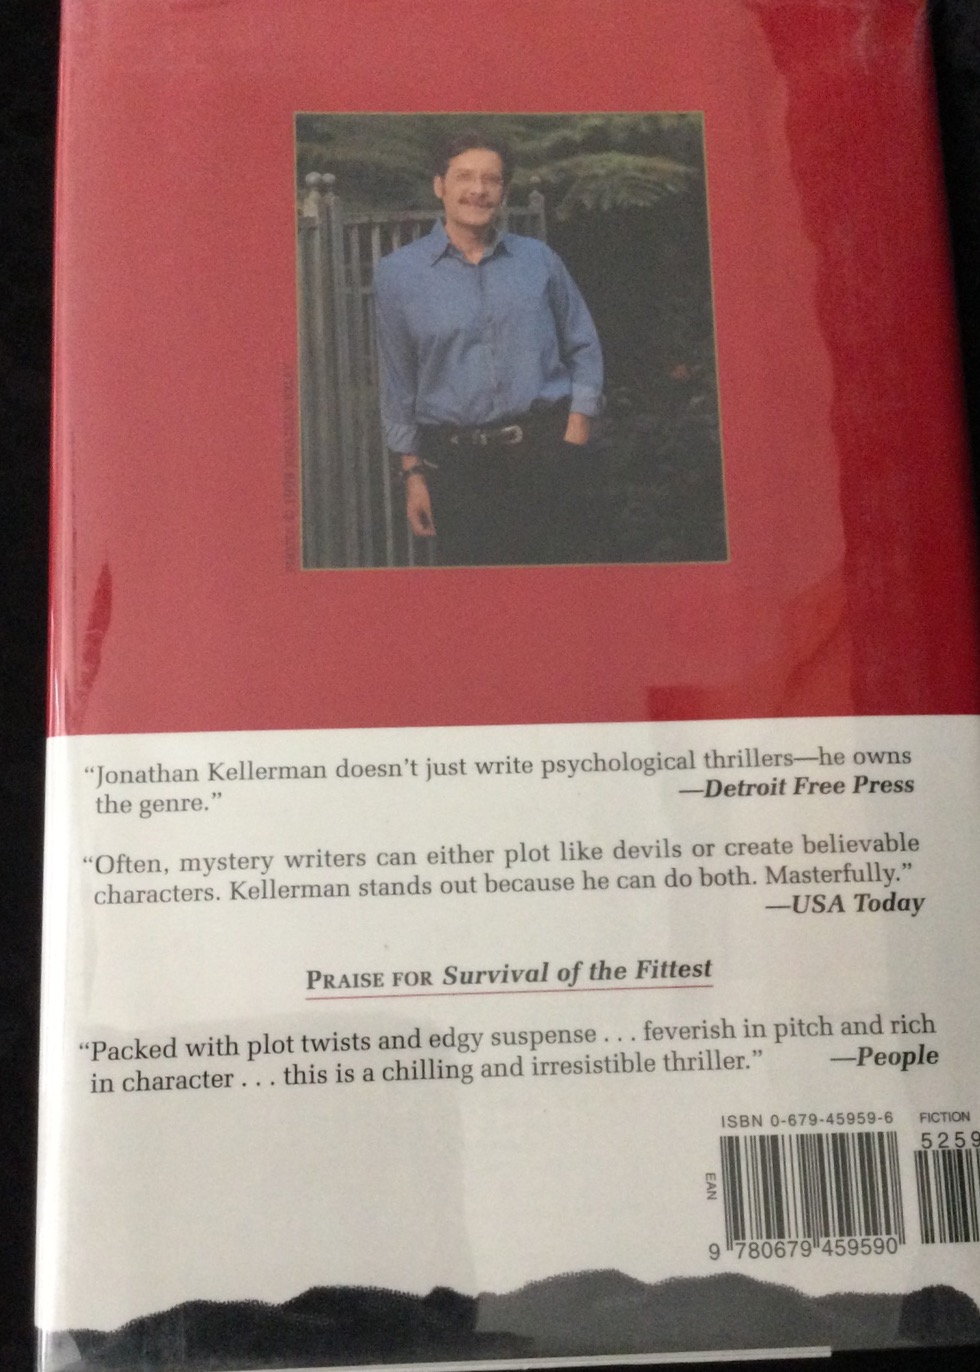 “Jonathan Kellerman doesn’t just write psychological thrillers—he owns
the genre.” —Detroit Free Press
“Often, mystery writers can either plot like devils or create believable
characters. Kellerman stands out because he can do both. Masterfully.”
—USA Today
PRAISE FOR Survival of the Fittest
“Packed with plot twists and edgy suspense . . . feverish in pitch and rich
in character . . . this is a chilling and irresistible thriller.” —People
ISBN 0-679-45959-6 FICTION
5259
EAN
9 780679 459590